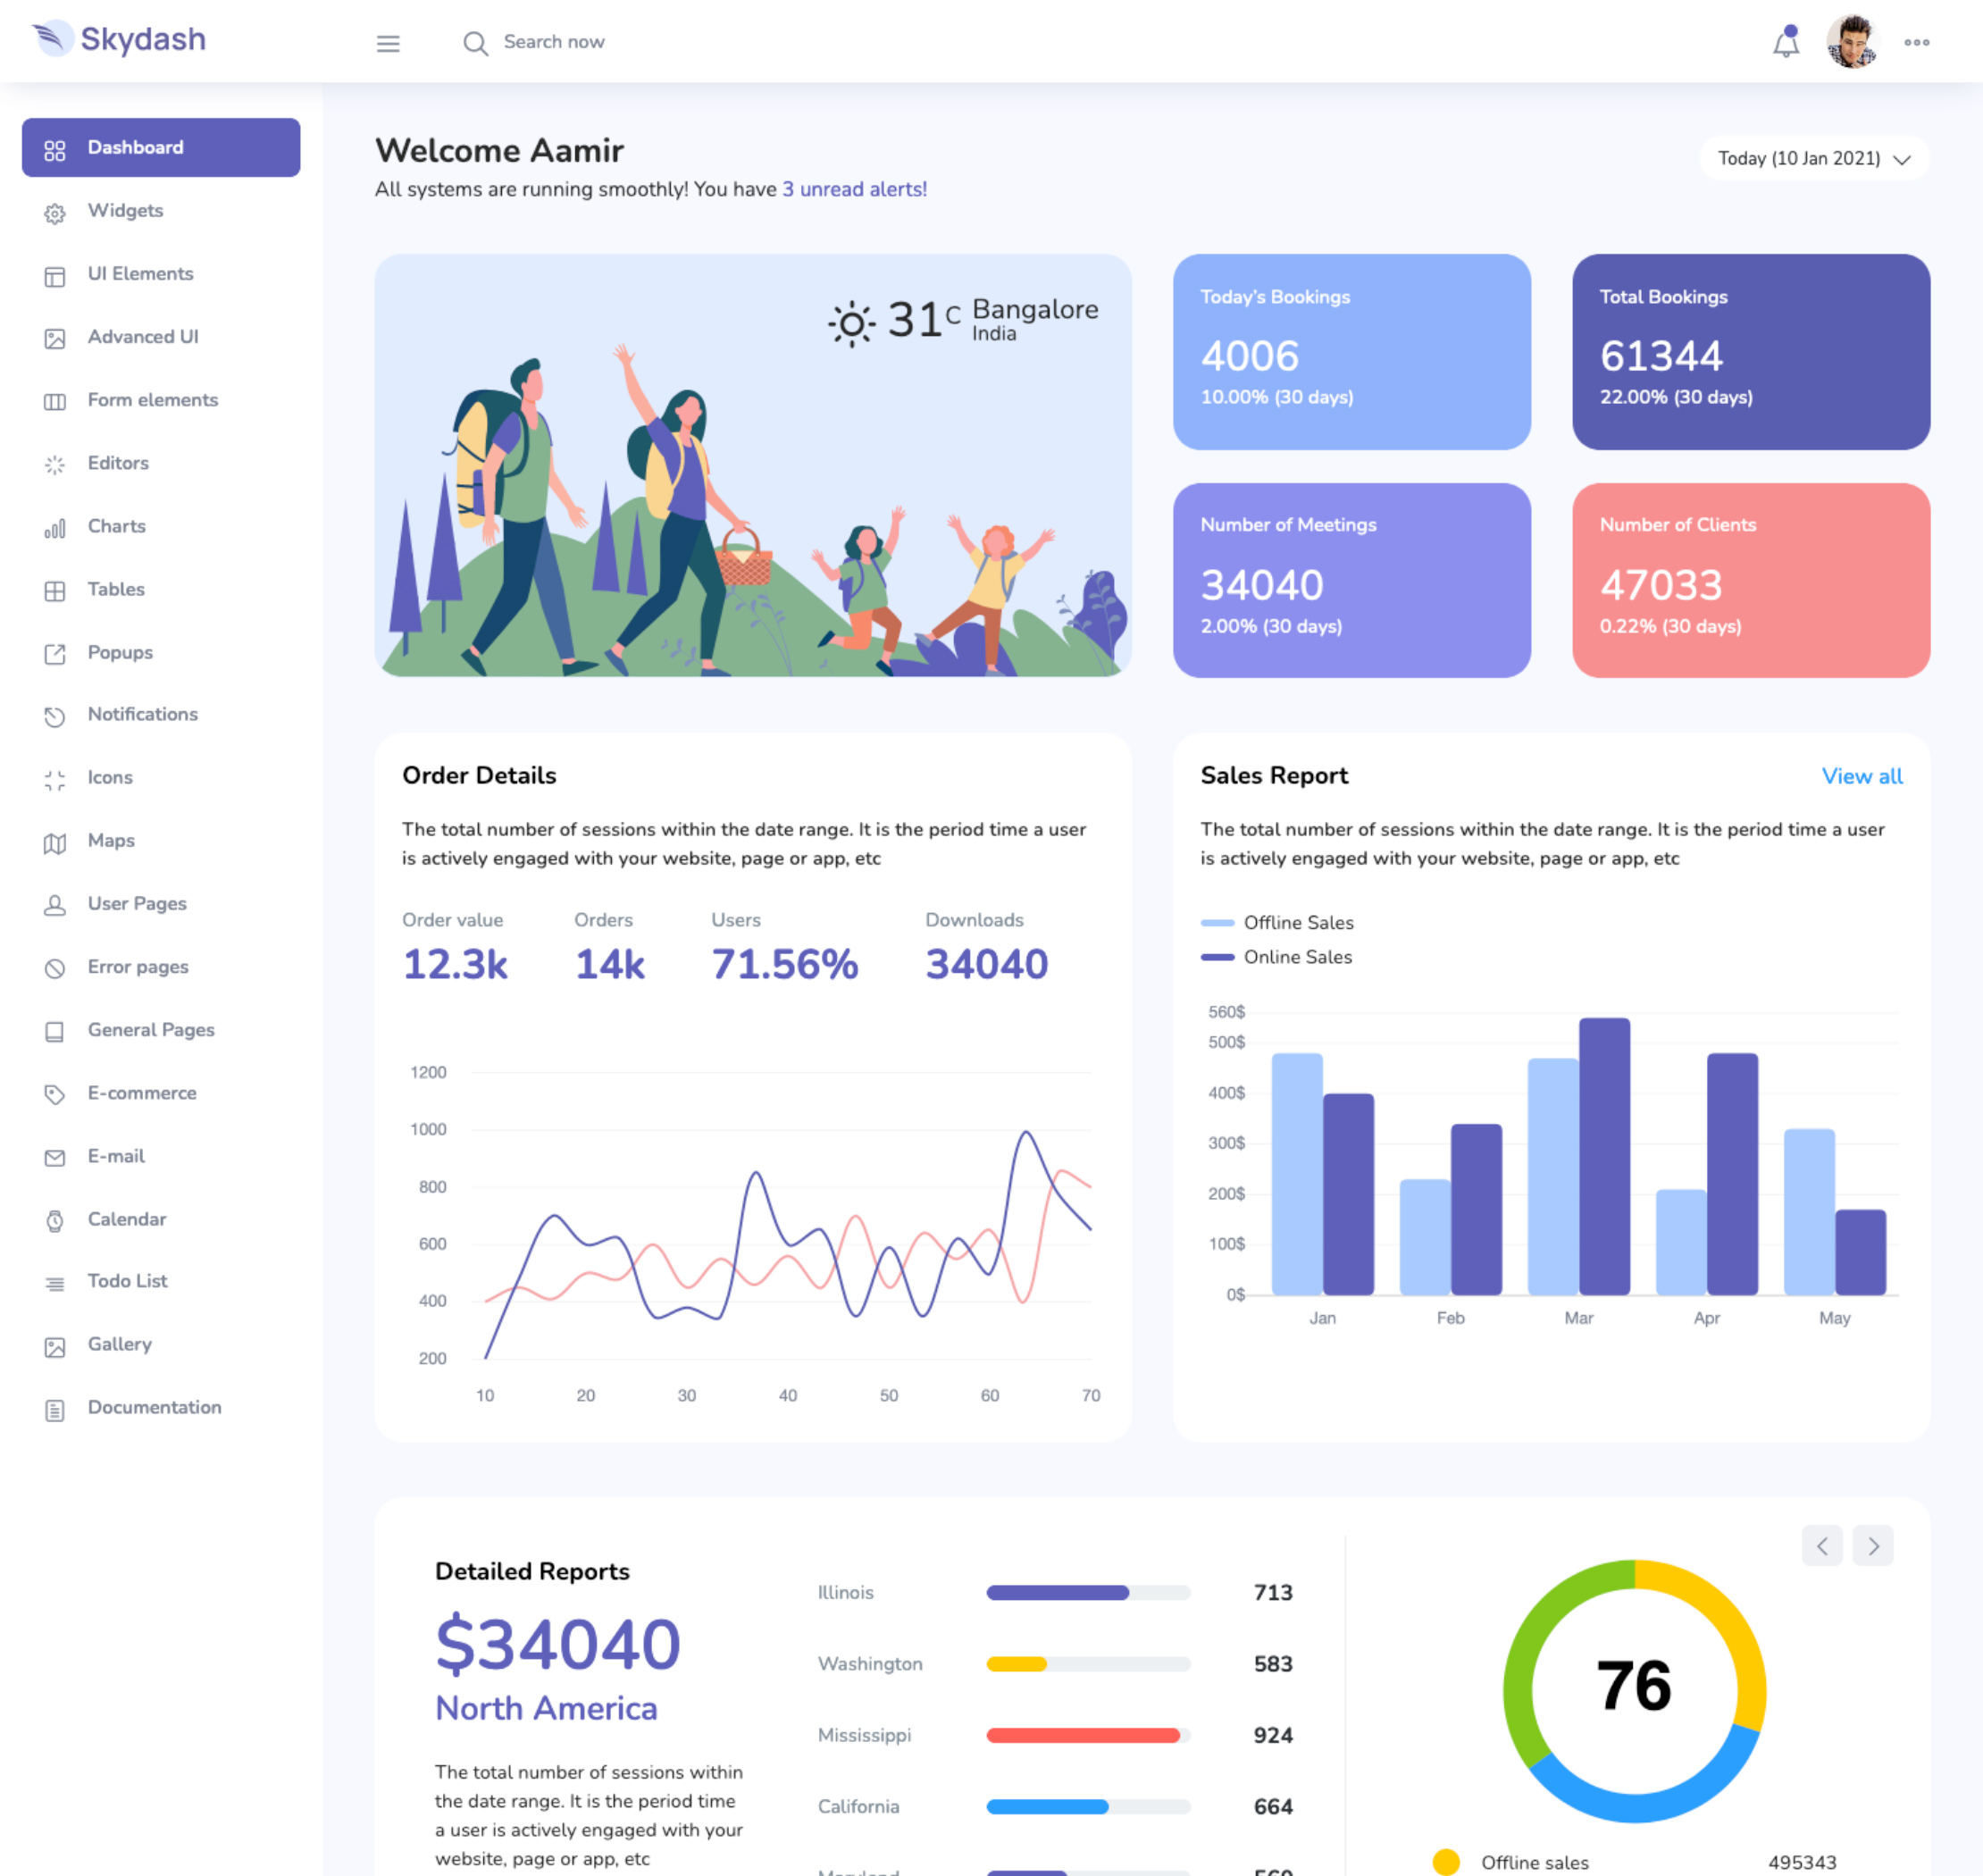 Skydash
Search now
Dashboard
Widgets
UI Elements
Advanced UI
Form elements
Editors
Charts
Tables
Popups
Notifications
Icons
Maps
User Pages
Error pages
General Pages
E-commerce
E-mail
Calendar
Todo List
Gallery
Documentation
Welcome Aamir
All systems are running smoothly! You have 3 unread alerts!
Today (10 Jan 2021)
31 C Bangalore
India
Today's Bookings
4006
10.00% (30 days)
Total Bookings
61344
22.00% (30 days)
Number of Meetings
34040
2.00% (30 days)
Number of Clients
47033
0.22% (30 days)
Order Details
The total number of sessions within the date range. It is the period time a user
is actively engaged with your website, page or app, etc
Order value Orders Users Downloads
12.3k 14k 71.56% 34040
1200
1000
800
600
400
200
10 20 30 40 50 60 70
Sales Report View all
The total number of sessions within the date range. It is the period time a user
is actively engaged with your website, page or app, etc
Offline Sales
Online Sales
560$
500$
400$
300$
200$
100$
0$
Jan Feb Mar Apr May
Detailed Reports
$34040
North America
The total number of sessions within
the date range. It is the period time
a user is actively engaged with your
website, page or app, etc
Illinois 713
Washington 583
Mississippi 924
California 664
76
Offline sales 495343